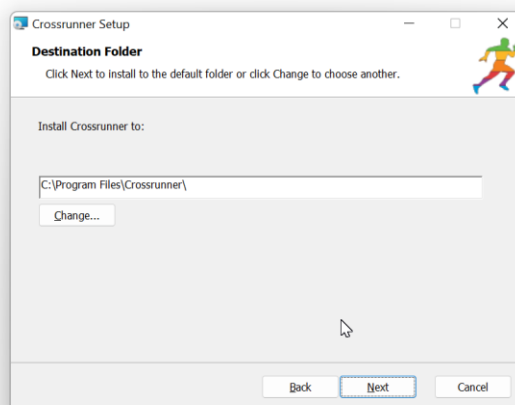 Crossrunner Setup
Destination Folder
Click Next to install to the default folder or click Change to choose another.
Install Crossrunner to:
C:\Program Files\Crossrunner\
Change...
Back Next Cancel